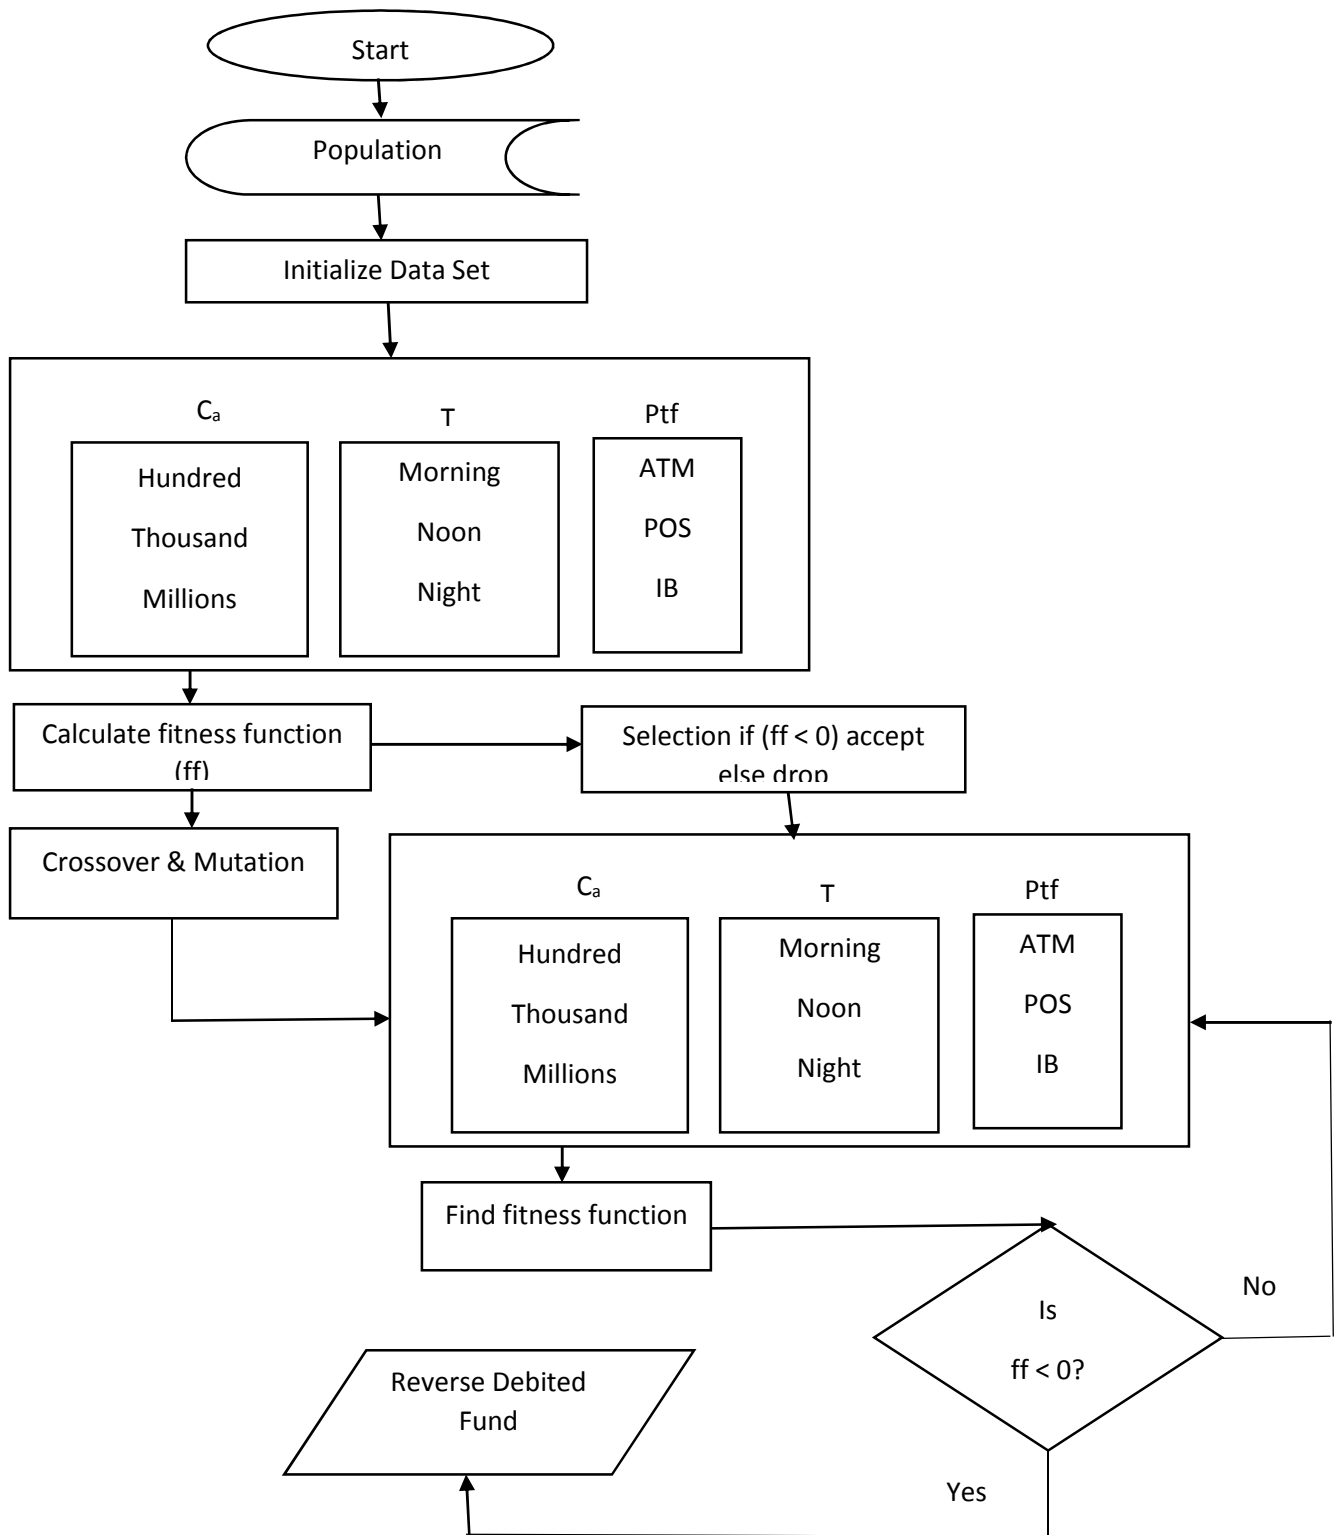 Start
Population
Initialize Data Set
Ca
T
Ptf
Hundred
Thousand
Millions
Morning
Noon
Night
ATM
POS
IB
Calculate fitness function
(ff)
Selection if (ff < 0) accept
else drop
Crossover & Mutation
Ca
T
Ptf
Hundred
Thousand
Millions
Morning
Noon
Night
ATM
POS
IB
Find fitness function
Is
ff < 0?
No
Yes
Reverse Debited
Fund